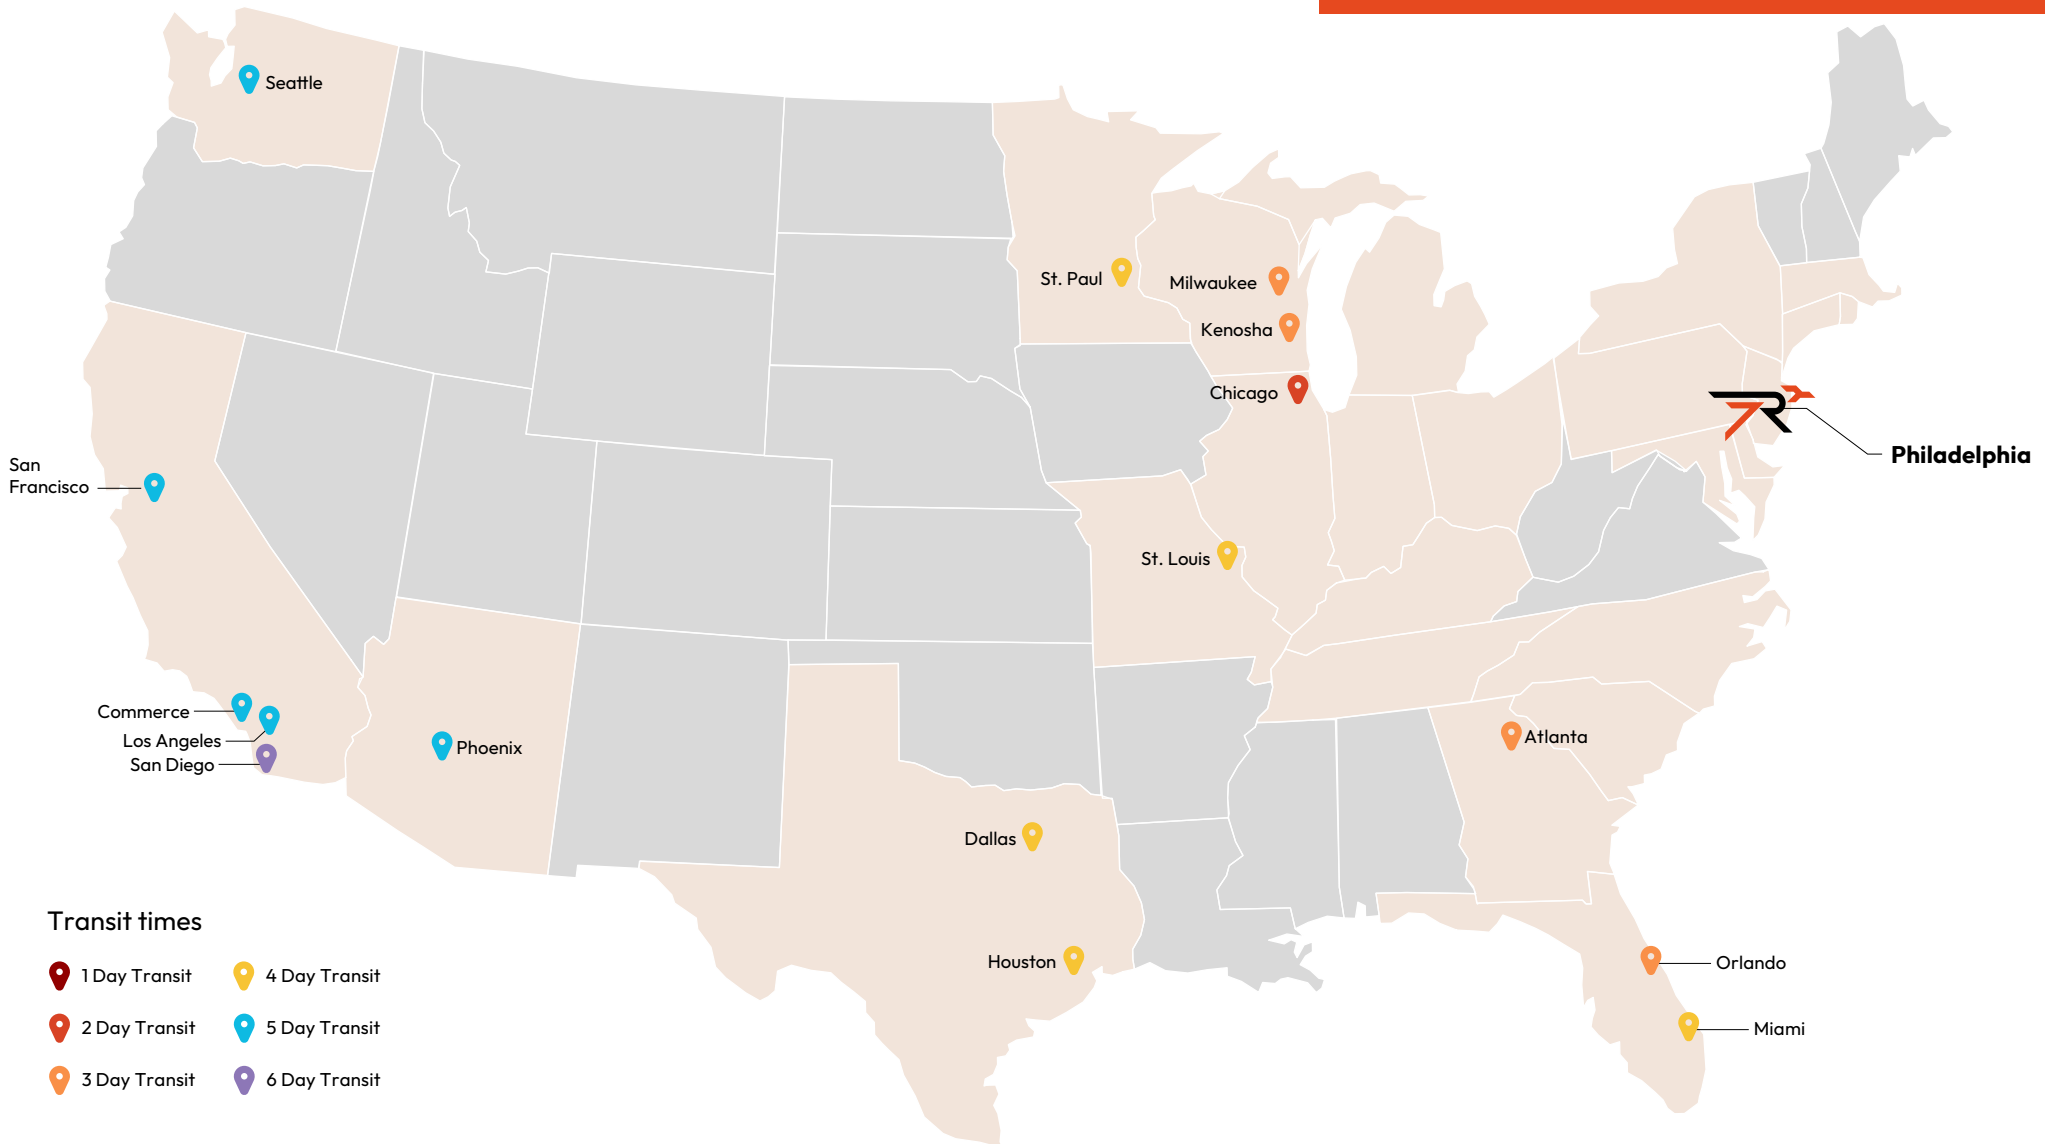 Seattle
St. Paul
Milwaukee
Kenosha
Chicago
Philadelphia
San
Francisco
St. Louis
Commerce
Los Angeles
San Diego
Phoenix
Atlanta
Dallas
Houston
Orlando
Miami
Transit times
1 Day Transit
4 Day Transit
2 Day Transit
5 Day Transit
3 Day Transit
6 Day Transit